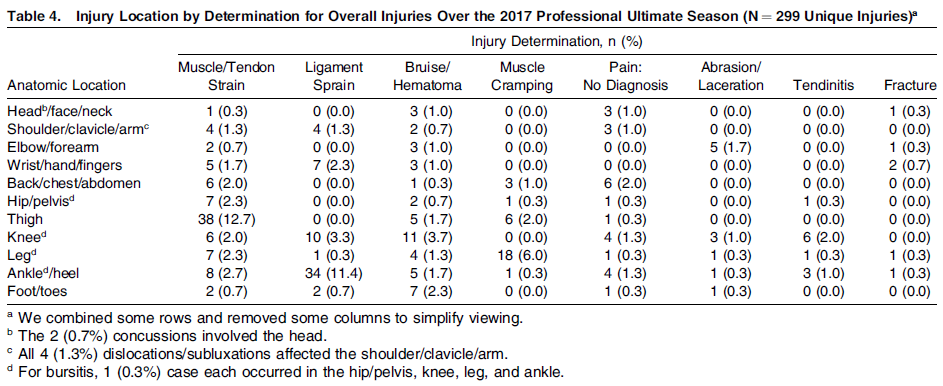 Table 4. Injury Location by Determination for Overall Injuries Over the 2017 Professional Ultimate Season (N = 299 Unique Injuries)a
Injury Determination, n (%)
Anatomic Location Muscle/Tendon Strain Ligament Sprain Bruise/Hematoma Muscle Cramping Pain: No Diagnosis Abrasion/Laceration Tendinitis Fracture
Headb/face/neck 1 (0.3) 0 (0.0) 3 (1.0) 0 (0.0) 3 (1.0) 0 (0.0) 0 (0.0) 1 (0.3)
Shoulder/clavicle/armc 4 (1.3) 4 (1.3) 2 (0.7) 0 (0.0) 3 (1.0) 0 (0.0) 0 (0.0) 0 (0.0)
Elbow/forearm 2 (0.7) 0 (0.0) 3 (1.0) 0 (0.0) 0 (0.0) 5 (1.7) 0 (0.0) 1 (0.3)
Wrist/hand/fingers 5 (1.7) 7 (2.3) 3 (1.0) 0 (0.0) 0 (0.0) 0 (0.0) 0 (0.0) 2 (0.7)
Back/chest/abdomen 6 (2.0) 0 (0.0) 1 (0.3) 3 (1.0) 6 (2.0) 0 (0.0) 0 (0.0) 0 (0.0)
Hip/pelvisd 7 (2.3) 0 (0.0) 2 (0.7) 1 (0.3) 1 (0.3) 0 (0.0) 1 (0.3) 0 (0.0)
Thigh 38 (12.7) 0 (0.0) 5 (1.7) 6 (2.0) 1 (0.3) 0 (0.0) 0 (0.0) 0 (0.0)
Kneed 6 (2.0) 10 (3.3) 11 (3.7) 0 (0.0) 4 (1.3) 3 (1.0) 6 (2.0) 0 (0.0)
Legd 7 (2.3) 1 (0.3) 4 (1.3) 18 (6.0) 1 (0.3) 1 (0.3) 1 (0.3) 1 (0.3)
Ankled/heel 8 (2.7) 34 (11.4) 5 (1.7) 1 (0.3) 4 (1.3) 1 (0.3) 3 (1.0) 1 (0.3)
Foot/toes 2 (0.7) 2 (0.7) 7 (2.3) 0 (0.0) 1 (0.3) 1 (0.3) 0 (0.0) 0 (0.0)
a We combined some rows and removed some columns to simplify viewing.
b The 2 (0.7%) concussions involved the head.
c All 4 (1.3%) dislocations/subluxations affected the shoulder/clavicle/arm.
d For bursitis, 1 (0.3%) case each occurred in the hip/pelvis, knee, leg, and ankle.